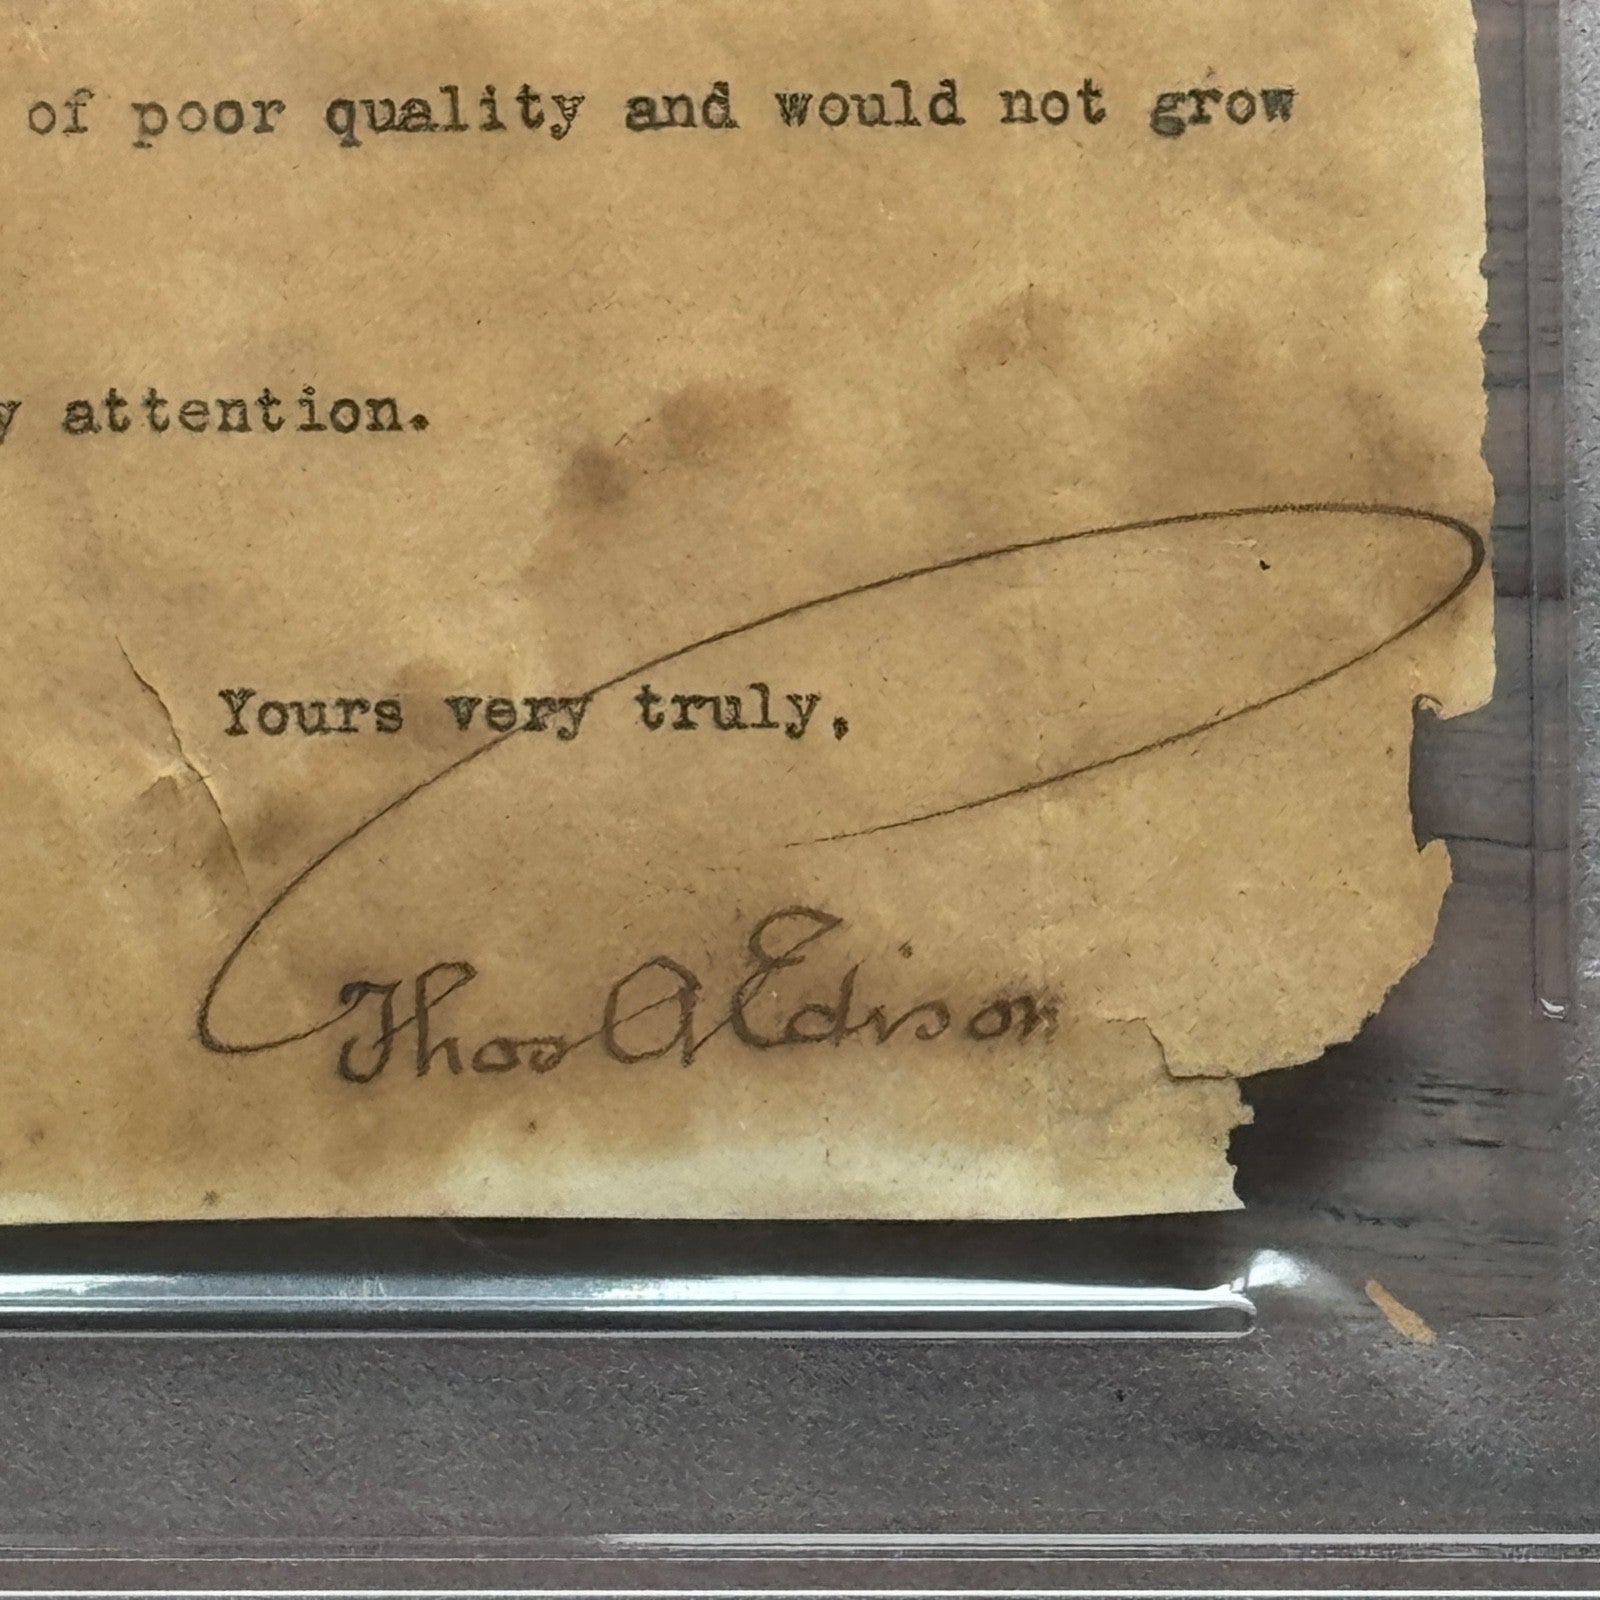 of poor quality and would not grow
y attention.
Yours very truly,
Thos A Edison